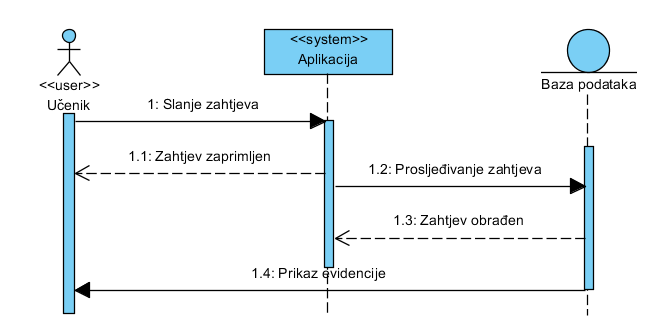 <<user>>
Učenik
<<system>>
Aplikacija
Baza podataka
1: Slanje zahtjeva
1.1: Zahtjev zaprimljen
1.2: Prosljeđivanje zahtjeva
1.3: Zahtjev obrađen
1.4: Prikaz evidencije